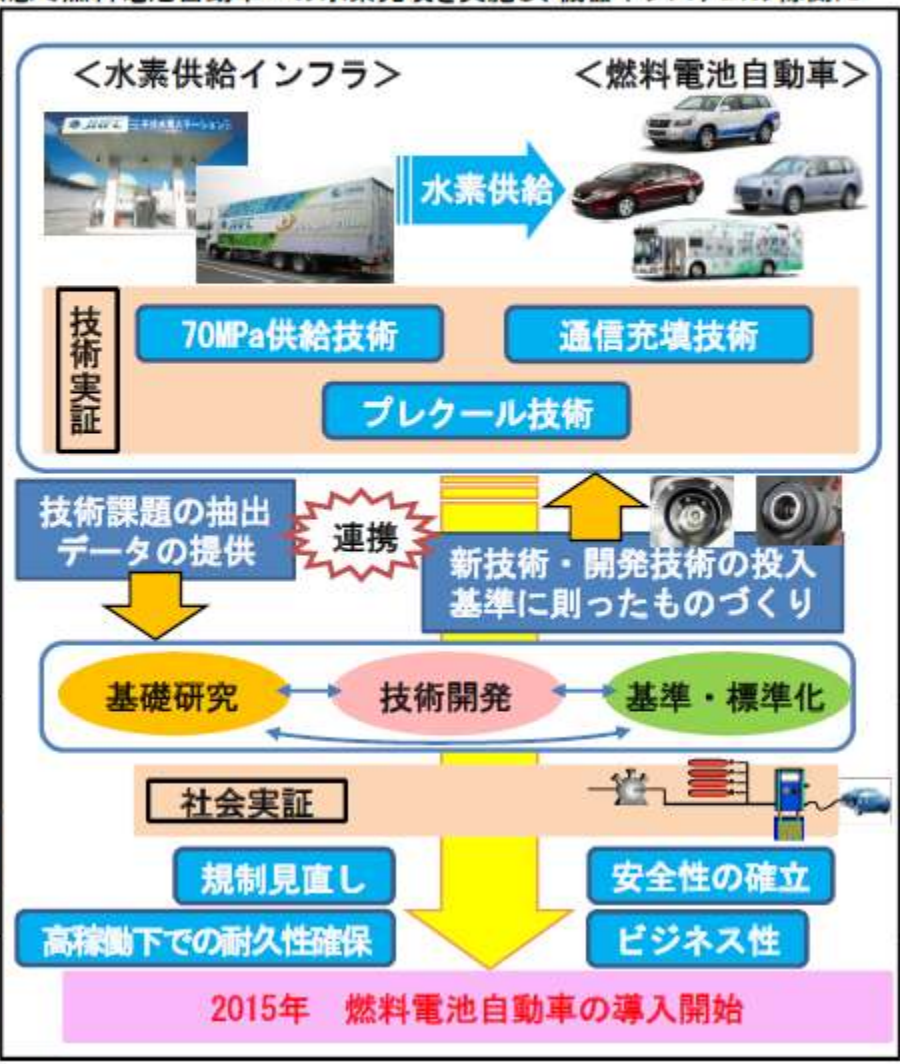 ＜水素供給インフラ＞
＜燃料電池自動車＞
水素供給
技術実証
70MPa供給技術
通信充填技術
プレクール技術
技術課題の抽出
データの提供
連携
新技術・開発技術の投入
基準に則ったものづくり
基礎研究
技術開発
基準・標準化
社会実証
規制見直し
安全性の確立
高稼働下での耐久性確保
ビジネス性
2015年　燃料電池自動車の導入開始